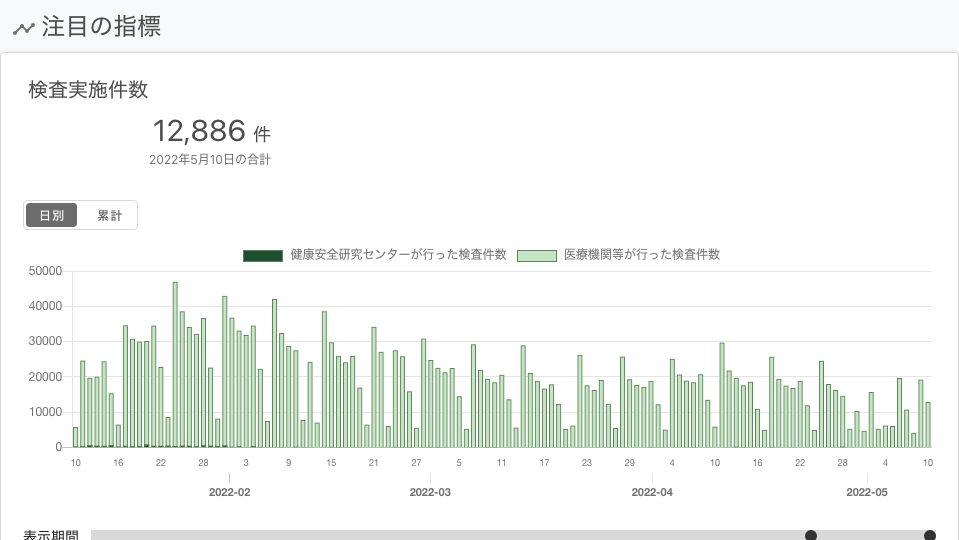 注目の指標
検査実施件数
12,886 件
2022年5月10日の合計
日別 累計
健康安全研究センターが行った検査件数 医療機関等が行った検査件数
50000
40000
30000
20000
10000
0
10 16 22 28 3 9 15 21 27 5 11 17 23 29 4 10 16 22 28 4 10
2022-02 2022-03 2022-04 2022-05
表示期間